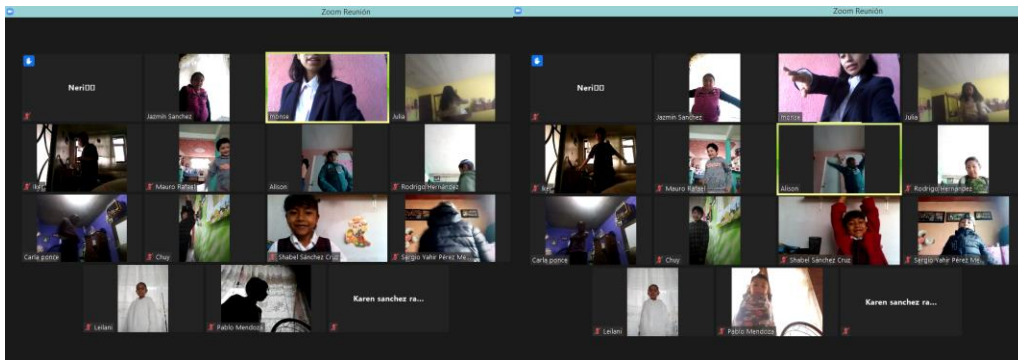 Zoom Reunión
Neri
Jazmin Sanchez
monse
Julia
Iker
Mauro Rafael
Alison
Rodrigo Hernández
Carla ponce
Chuy
Shabel Sánchez Cruz
Sergio Yahir Pérez Me...
Leilani
Pablo Mendoza
Karen sanchez ra...
Zoom Reunión
Neri
Jazmin Sanchez
monse
Julia
Iker
Mauro Rafael
Alison
Rodrigo Hernández
Carla ponce
Chuy
Shabel Sánchez Cruz
Sergio Yahir Pérez Me...
Leilani
Pablo Mendoza
Karen sanchez ra...